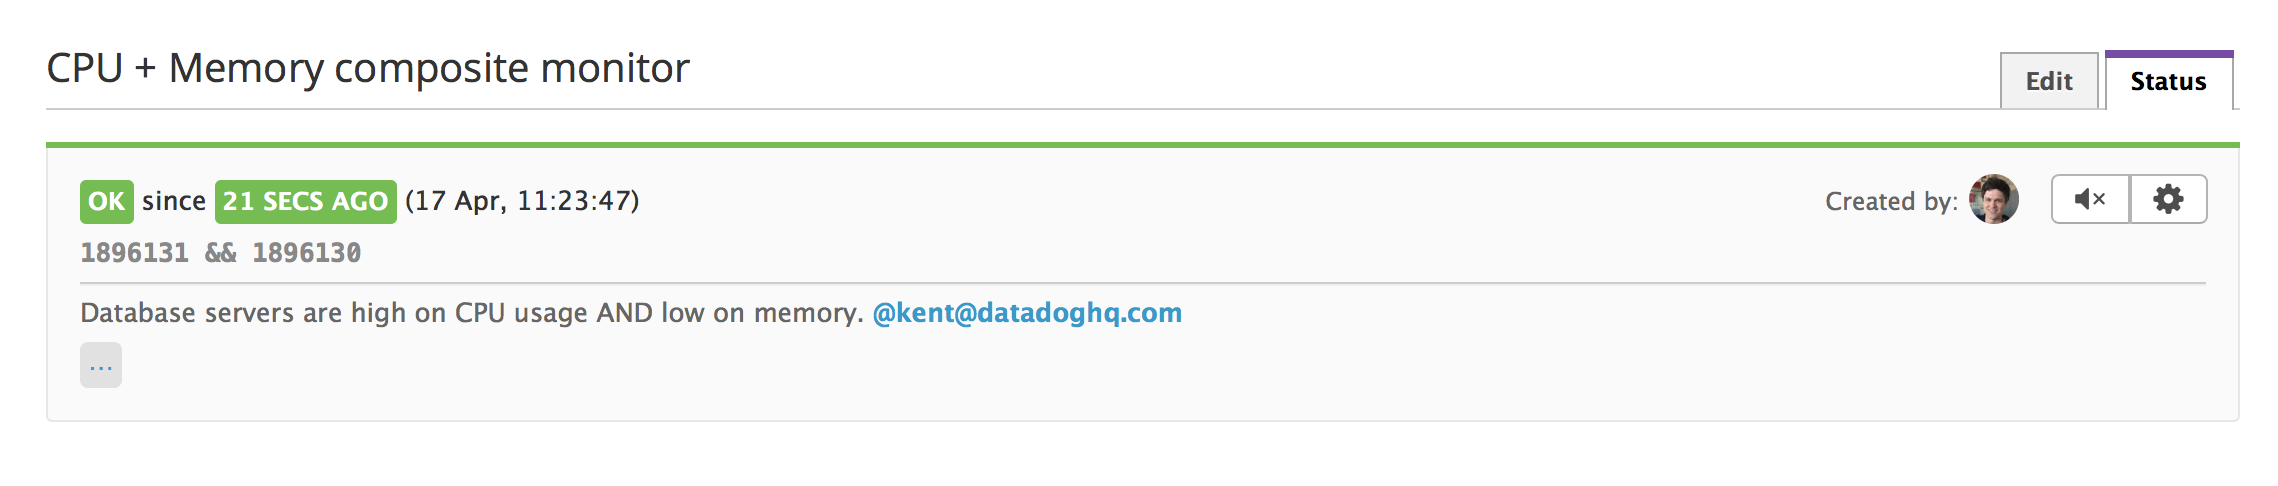 CPU + Memory composite monitor
Edit
Status
OK since 21 SECS AGO (17 Apr, 11:23:47)
Created by:
1896131 && 1896130
Database servers are high on CPU usage AND low on memory. @kent@datadoghq.com
...